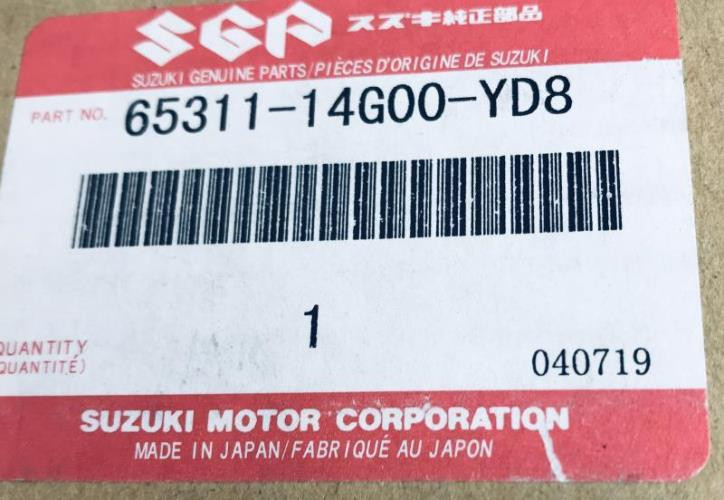 SGP スズキ純正部品
SUZUKI GENUINE PARTS/PIÈCES D'ORIGINE DE SUZUKI
PART NO. 65311-14G00-YD8
1
QUANTITY
QUANTITÉ)
040719
SUZUKI MOTOR CORPORATION
MADE IN JAPAN/FABRIQUÉ AU JAPON